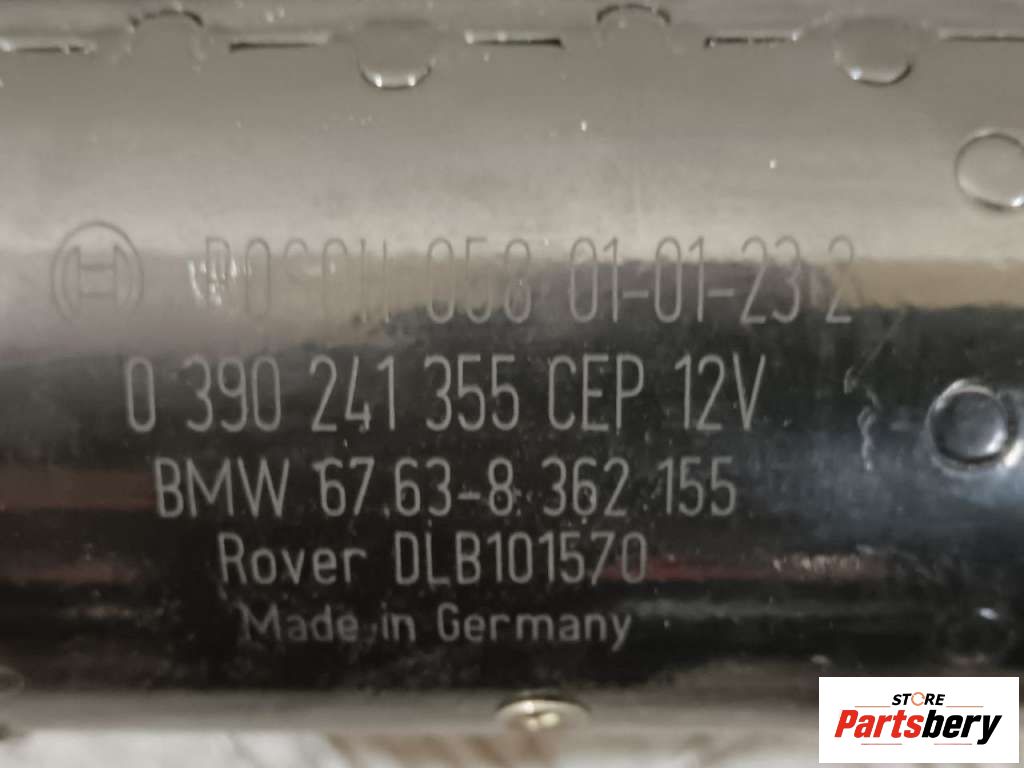 BOSCH 058 01-01-23 2
0 390 241 355 CEP 12V
BMW 67.63-8 362 155
Rover DLB101570
Made in Germany
STORE
Partsbery